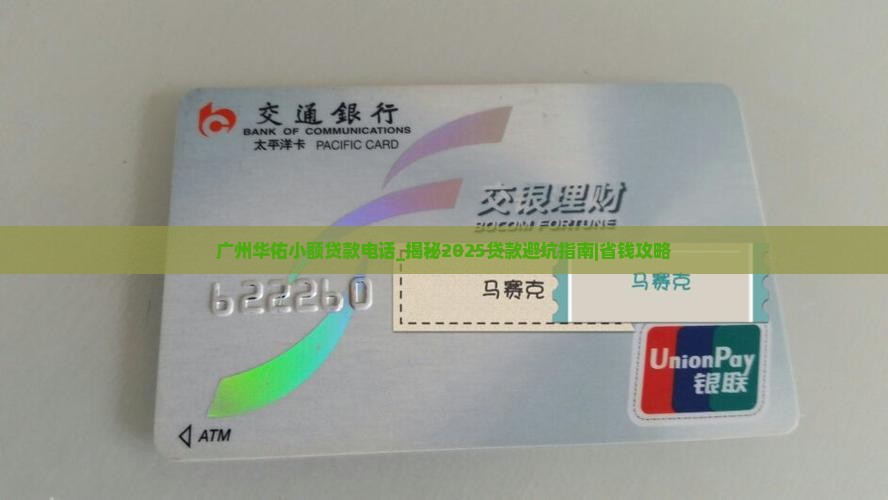 交通銀行
BANK OF COMMUNICATIONS
太平洋卡 PACIFIC CARD
交银理财
BOCOM FORTUNE
广州华佑小额贷款电话_揭秘2025贷款避坑指南|省钱攻略
622260
马赛克
马赛克
UnionPay
银联
ATM